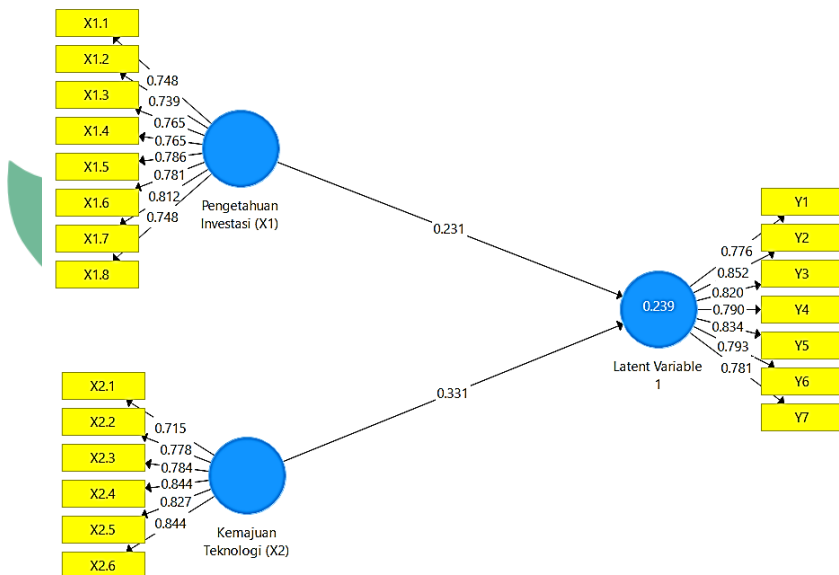 X1.1
X1.2
X1.3
X1.4
X1.5
X1.6
X1.7
X1.8
0.748
0.739
0.765
0.765
0.786
0.781
0.812
0.748
Pengetahuan
Investasi (X1)
0.231
X2.1
X2.2
X2.3
X2.4
X2.5
X2.6
0.715
0.778
0.784
0.844
0.827
0.844
Kemajuan
Teknologi (X2)
0.331
0.239
Latent Variable
1
0.776
0.852
0.820
0.790
0.834
0.793
0.781
Y1
Y2
Y3
Y4
Y5
Y6
Y7